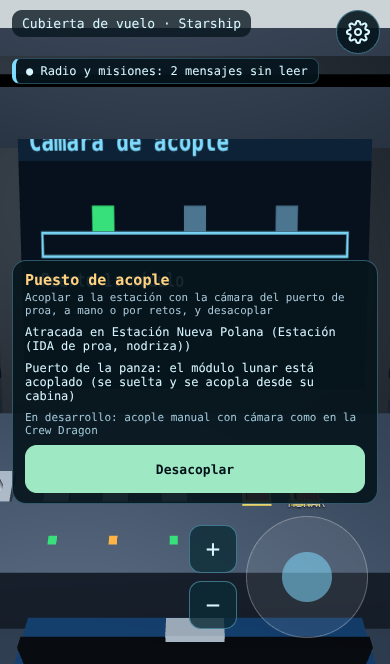 Cubierta de vuelo · Starship
● Radio y misiones: 2 mensajes sin leer
Cámara de acople
Puesto de acople
Acoplar a la estación con la cámara del puerto de
proa, a mano o por retos, y desacoplar
Atracada en Estación Nueva Polana (Estación
(IDA de proa, nodriza))
Puerto de la panza: el módulo lunar está
acoplado (se suelta y se acopla desde su
cabina)
En desarrollo: acople manual con cámara como en la
Crew Dragon
Desacoplar
+
−